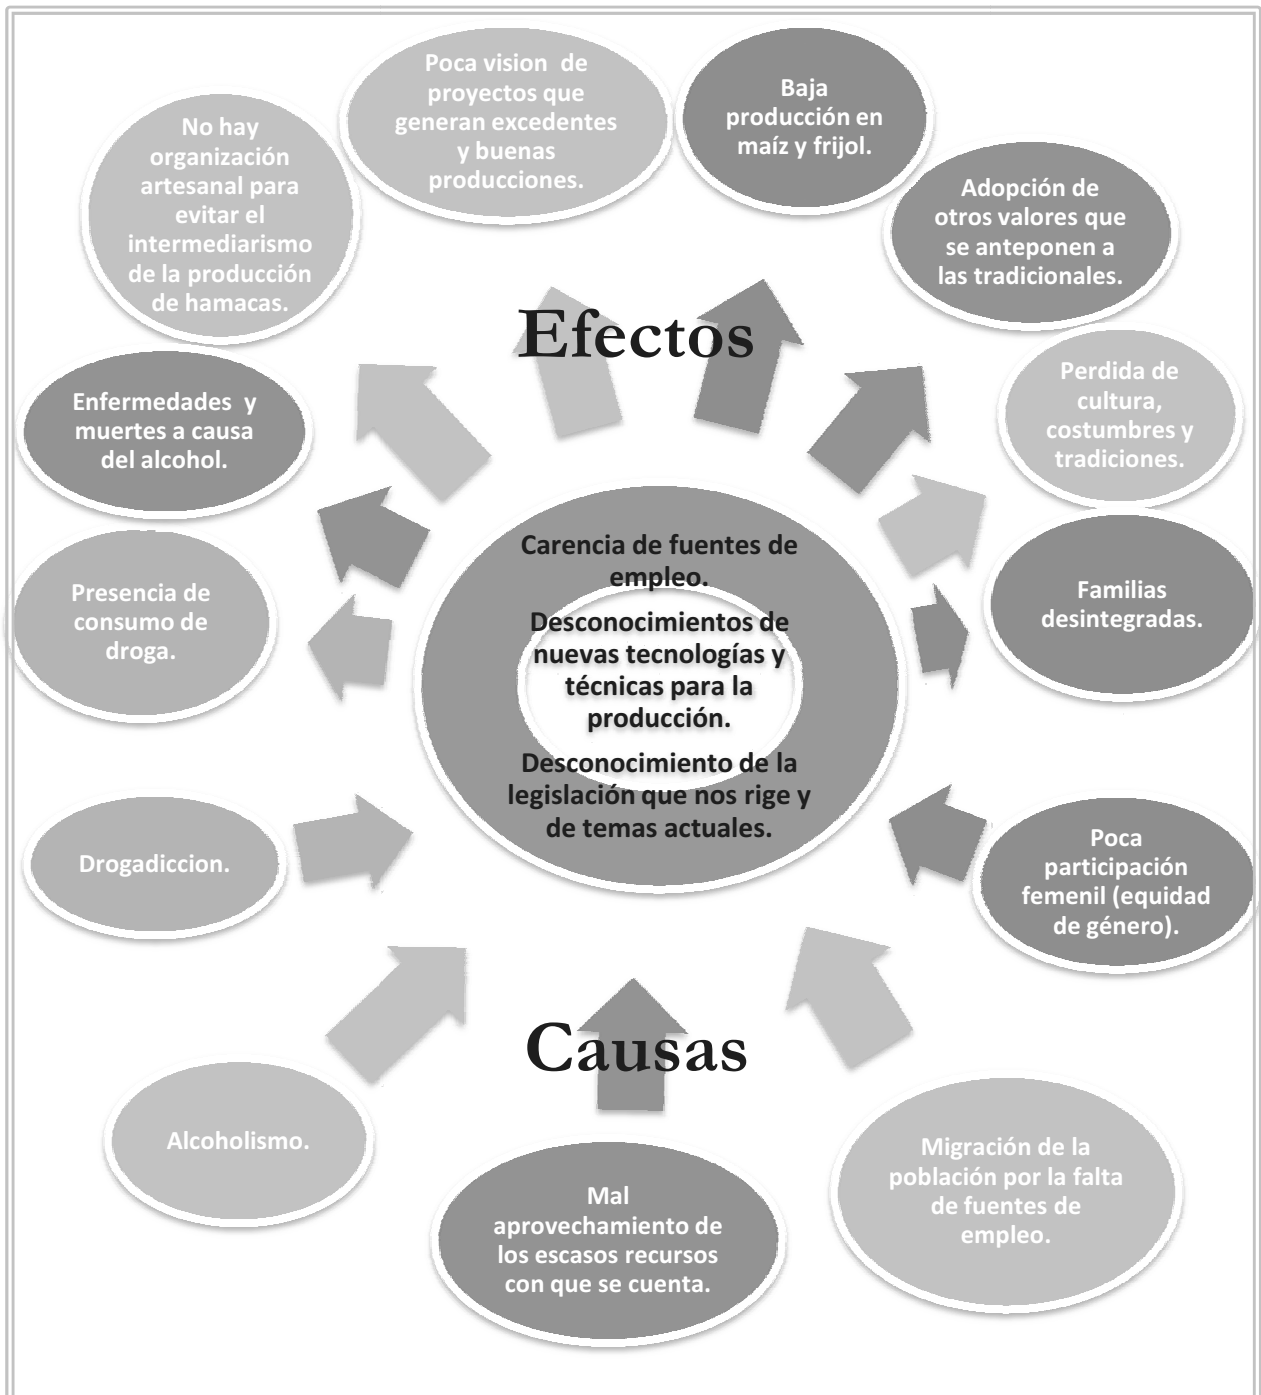 Poca vision de
proyectos que
generan excedentes
y buenas
producciones.
Baja
producción en
maíz y frijol.
No hay
organización
artesanal para
evitar el
intermediarismo
de la producción
de hamacas.
Adopción de
otros valores que
se anteponen a
las tradicionales.
Efectos
Perdida de
cultura,
costumbres y
tradiciones.
Enfermedades y
muertes a causa
del alcohol.
Carencia de fuentes de
empleo.
Desconocimientos de
nuevas tecnologías y
técnicas para la
producción.
Desconocimiento de la
legislación que nos rige y
de temas actuales.
Presencia de
consumo de
droga.
Familias
desintegradas.
Drogadiccion.
Poca
participación
femenil (equidad
de género).
Causas
Alcoholismo.
Mal
aprovechamiento de
los escasos recursos
con que se cuenta.
Migración de la
población por la falta
de fuentes de
empleo.